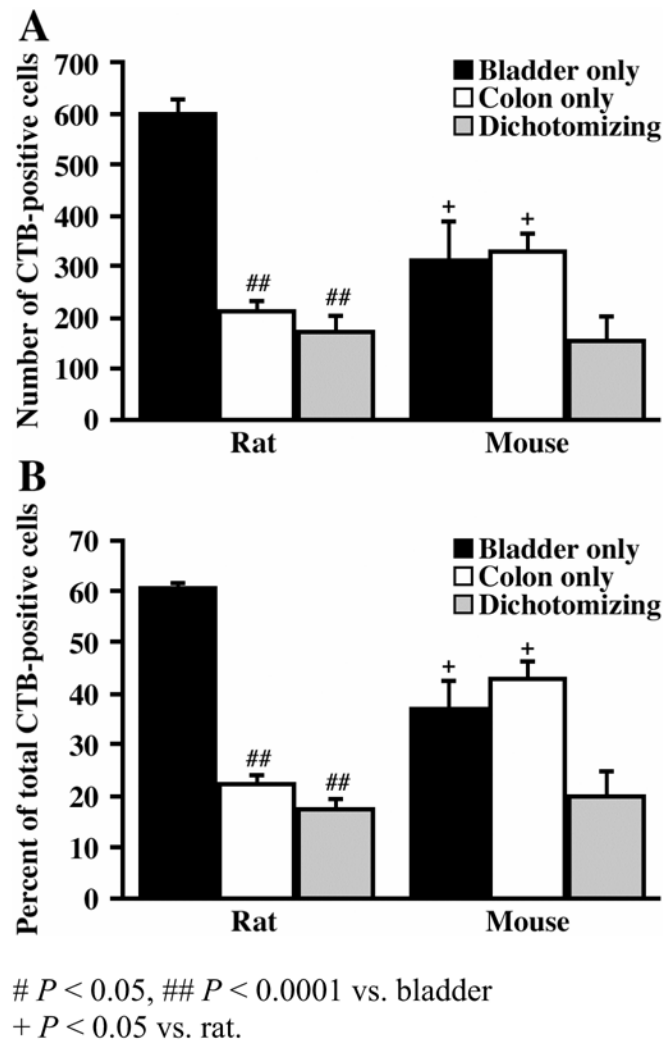 A
Number of CTB-positive cells
700
600
500
400
300
200
100
0
Bladder only
Colon only
Dichotomizing
##
##
+
+
Rat
Mouse
B
Percent of total CTB-positive cells
70
60
50
40
30
20
10
0
Bladder only
Colon only
Dichotomizing
##
##
+
+
Rat
Mouse
# P < 0.05, ## P < 0.0001 vs. bladder
+ P < 0.05 vs. rat.